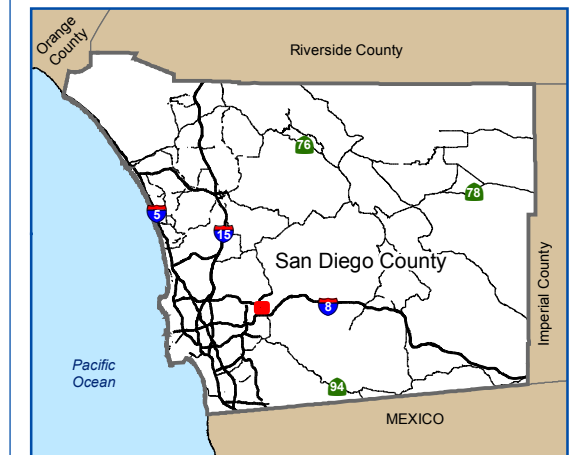 Orange
County
Riverside County
76
78
5
15
San Diego County
Imperial County
8
Pacific
Ocean
94
MEXICO